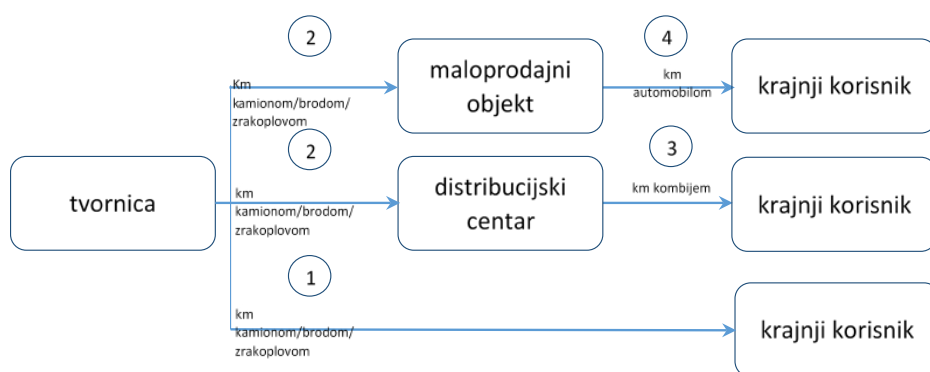 2
Km
kamionom/brodom/
zrakoplovom
maloprodajni
objekt
4
km
automobilom
krajnji korisnik
tvornica
2
km
kamionom/brodom/
zrakoplovom
distribucijski
centar
3
km kombijem
krajnji korisnik
1
km
kamionom/brodom/
zrakoplovom
krajnji korisnik